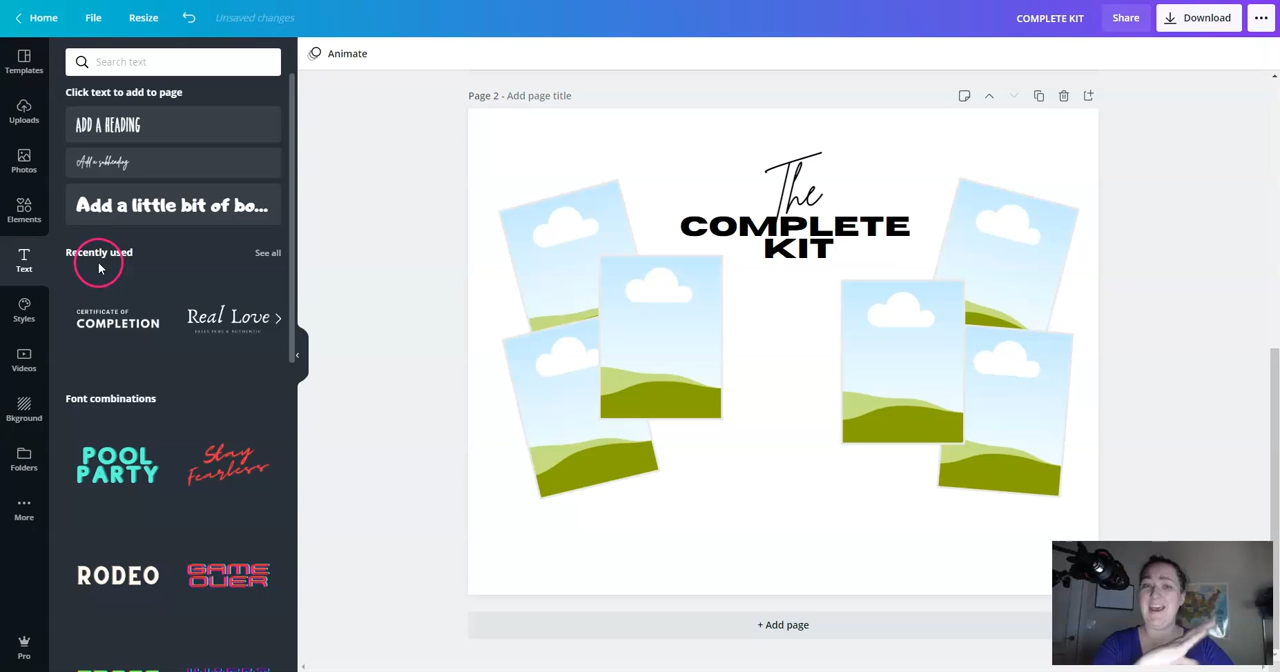 Home
File
Resize
Unsaved changes
COMPLETE KIT
Share
Download
Templates
Uploads
Photos
Elements
Text
Styles
Videos
Bkground
Folders
More
Pro
Search text
Click text to add to page
ADD A HEADING
Add a subheading
Add a little bit of bo...
Recently used
See all
CERTIFICATE OF
COMPLETION
Real Love
Font combinations
POOL
PARTY
Stay
Fearless
RODEO
GAME
OVER
Animate
Page 2 - Add page title
The
COMPLETE
KIT
+ Add page